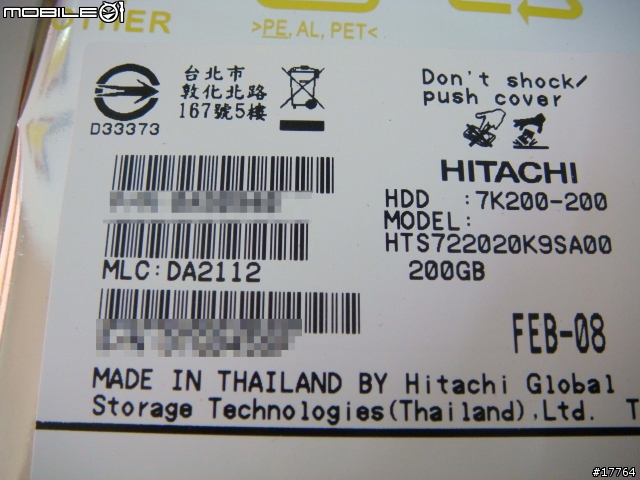 MOBILE01
OTHER
>PE, AL, PET<
台北市
敦化北路
167號5樓
D33373
Don't shock/
push cover
HITACHI
HDD :7K200-200
MODEL:
HTS722020K9SA00
200GB
MLC:DA2112
FEB-08
MADE IN THAILAND BY Hitachi Global
Storage Technologies(Thailand),Ltd. T
#17764